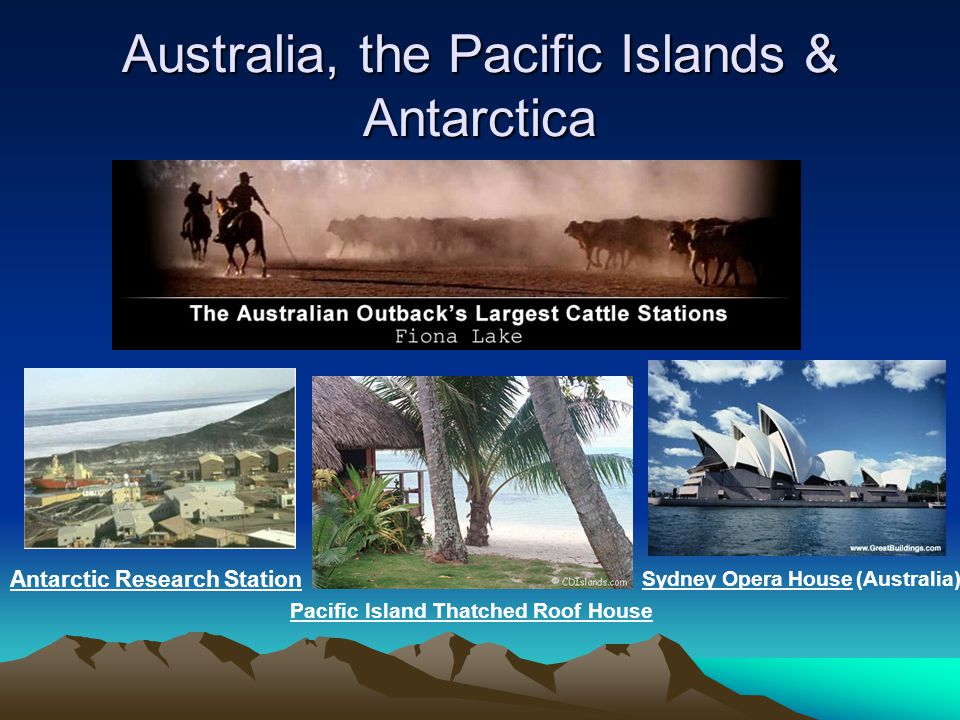 Australia, the Pacific Islands &
Antarctica
The Australian Outback's Largest Cattle Stations
Fiona Lake
www.GreatBuildings.com
© CDIslands.com
Antarctic Research Station
Sydney Opera House (Australia)
Pacific Island Thatched Roof House